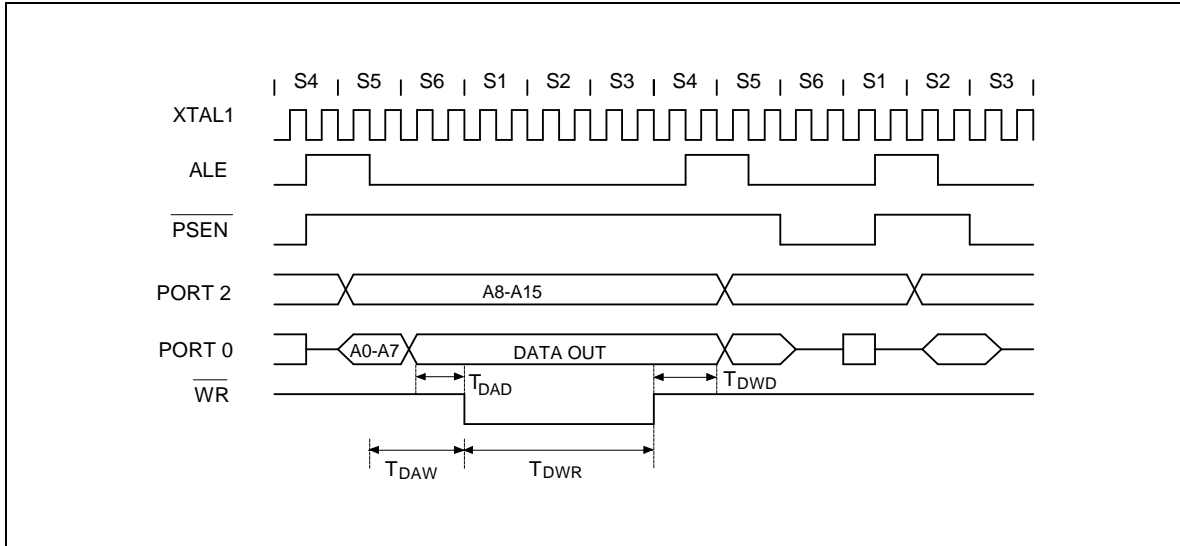 | S4 | S5 | S6 | S1 | S2 | S3 | S4 | S5 | S6 | S1 | S2 | S3 |
XTAL1
ALE
PSEN
PORT 2
A8-A15
PORT 0
A0-A7
DATA OUT
WR
TDAD
TDWD
TDAW
TDWR